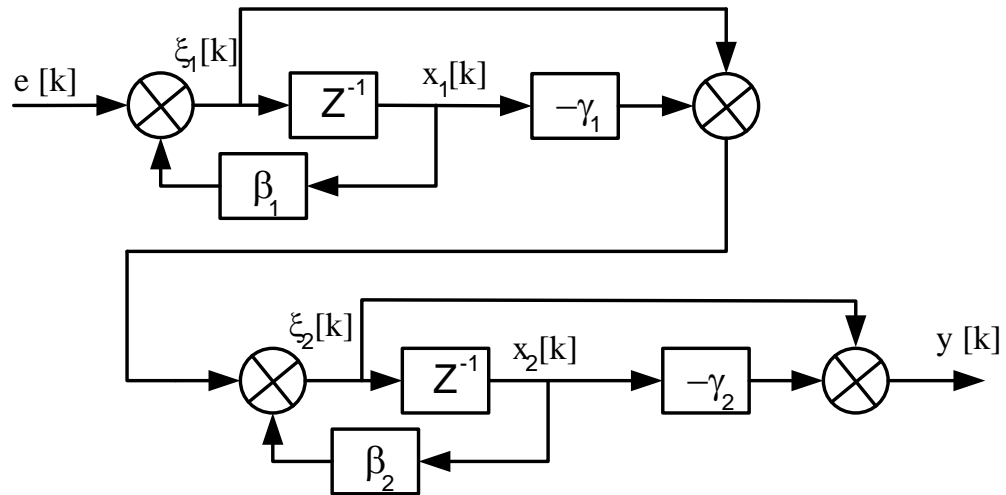 e [k]
ξ₁[k]
Z⁻¹
x₁[k]
−γ₁
β₁
ξ₂[k]
Z⁻¹
x₂[k]
−γ₂
y [k]
β₂